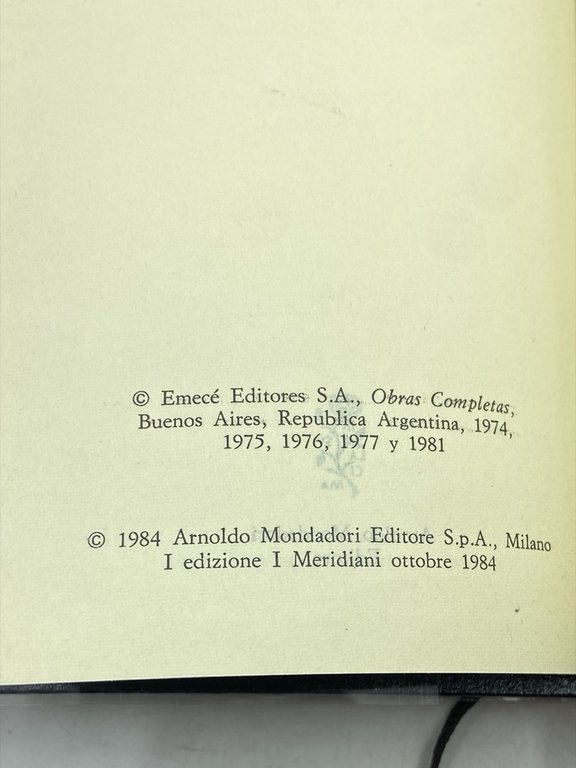 © Emecé Editores S.A., Obras Completas,
Buenos Aires, Republica Argentina, 1974,
1975, 1976, 1977 y 1981
© 1984 Arnoldo Mondadori Editore S.p.A., Milano
I edizione I Meridiani ottobre 1984